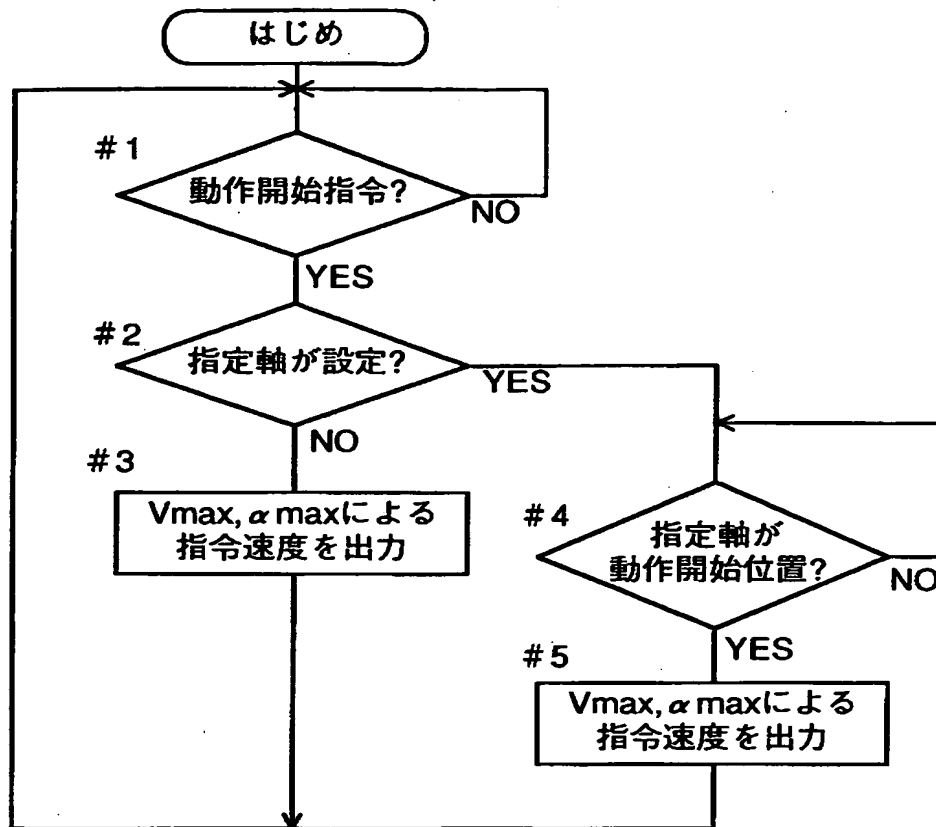 はじめ
#1
動作開始指令?
NO
YES
#2
指定軸が設定?
YES
NO
#3
Vmax, α maxによる
指令速度を出力
#4
指定軸が
動作開始位置?
NO
YES
#5
Vmax, α maxによる
指令速度を出力